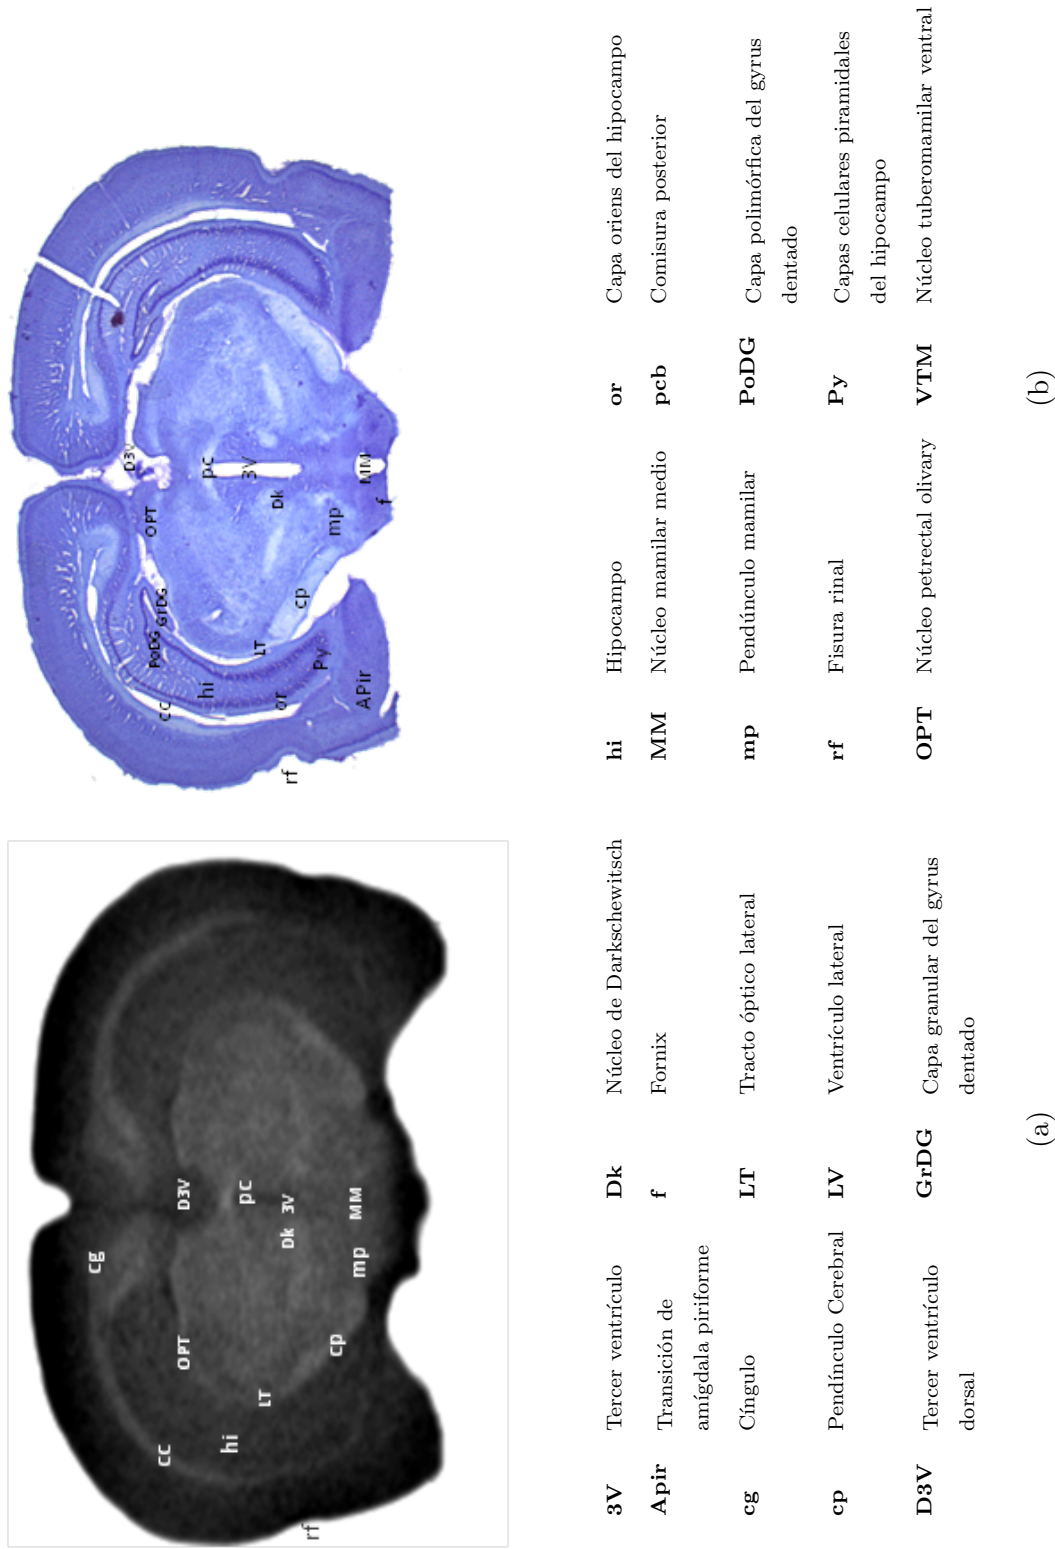 cg
D3V
OPT
CC
pc
hi
3V
Dk
LT
MM
mp
cp
rf
D3V
OPT
GrDG
PoDG
CC
pc
hi
3V
Dk
LT
or
rf
cp
Py
mp
MM
APir
f
3V Tercer ventrículo Dk Núcleo de Darkschewitsch
Apir Transición de f Fornix
amígdala piriforme
cg Cíngulo LT Tracto óptico lateral
cp Pendínculo Cerebral LV Ventrículo lateral
D3V Tercer ventrículo GrDG Capa granular del gyrus
dorsal dentado
(a)
hi Hipocampo or Capa oriens del hipocampo
MM Núcleo mamilar medio pcb Comisura posterior
mp Pendúnculo mamilar PoDG Capa polimórfica del gyrus
dentado
rf Fisura rinal Py Capas celulares piramidales
del hipocampo
OPT Núcleo petrectal olivary VTM Núcleo tuberomamilar ventral
(b)